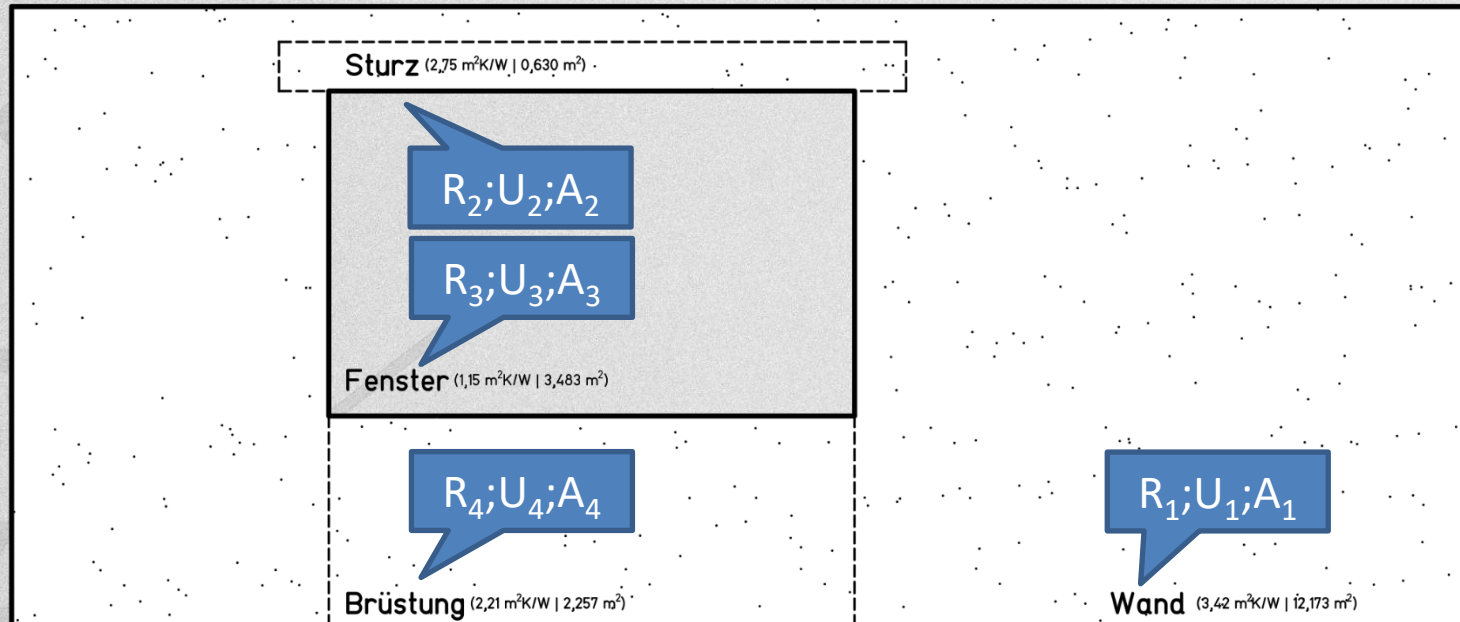 Sturz (2,75 m²K/W | 0,630 m²)
R₂;U₂;A₂
R₃;U₃;A₃
Fenster (1,15 m²K/W | 3,483 m²)
R₄;U₄;A₄
R₁;U₁;A₁
Brüstung (2,21 m²K/W | 2,257 m²)
Wand (3,42 m²K/W | 12,173 m²)